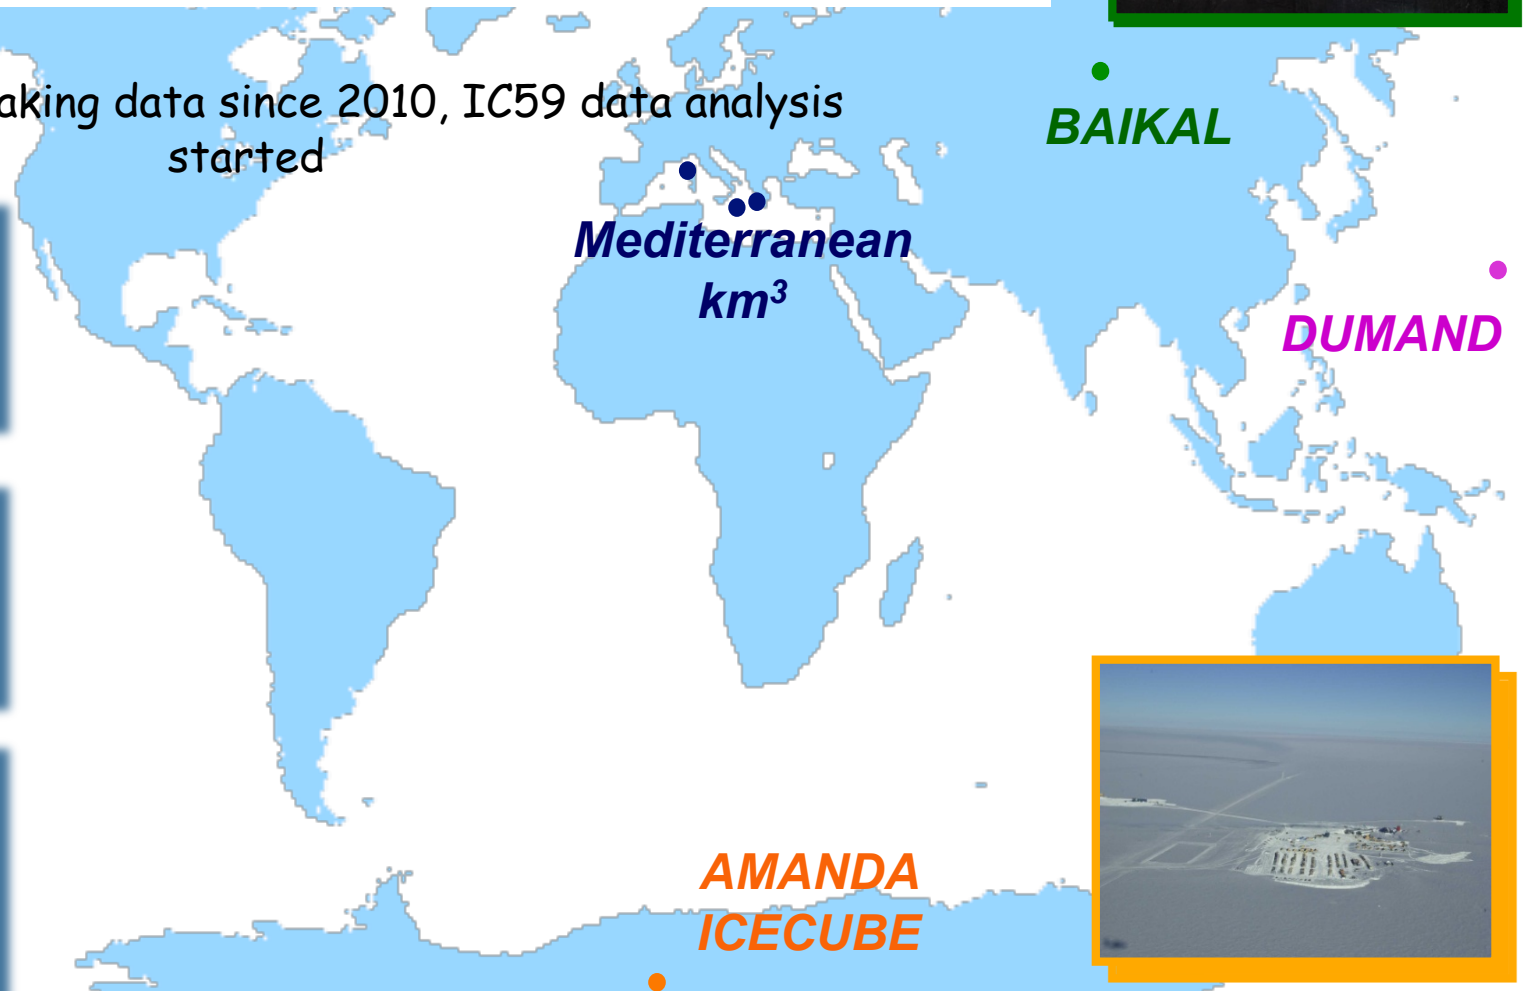 aking data since 2010, IC59 data analysis
started
BAIKAL
Mediterranean
km³
DUMAND
AMANDA
ICECUBE